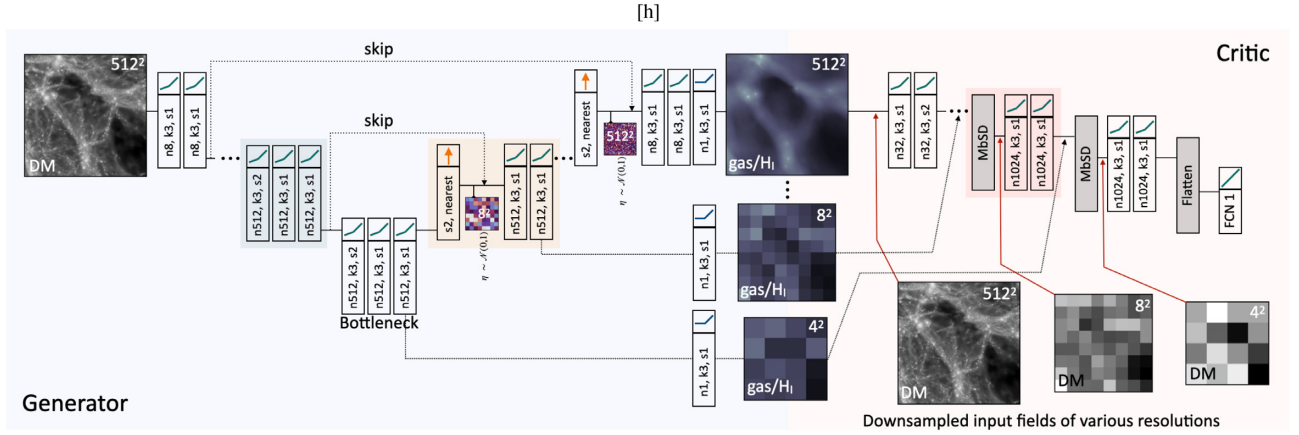 [h]
512²
DM
n8, k3, s1
n8, k3, s1
skip
n512, k3, s2
n512, k3, s1
n512, k3, s1
skip
n512, k3, s2
n512, k3, s1
n512, k3, s1
Bottleneck
s2, nearest
8²
η ~ 𝒩(0,1)
n512, k3, s1
n512, k3, s1
s2, nearest
512²
η ~ 𝒩(0,1)
n8, k3, s1
n8, k3, s1
n1, k3, s1
512²
gas/H_I
n1, k3, s1
8²
gas/H_I
n1, k3, s1
4²
gas/H_I
Generator
Critic
n32, k3, s1
n32, k3, s2
MbSD
n1024, k3, s1
n1024, k3, s1
MbSD
n1024, k3, s1
n1024, k3, s1
Flatten
FCN 1
512²
DM
8²
DM
4²
DM
Downsampled input fields of various resolutions